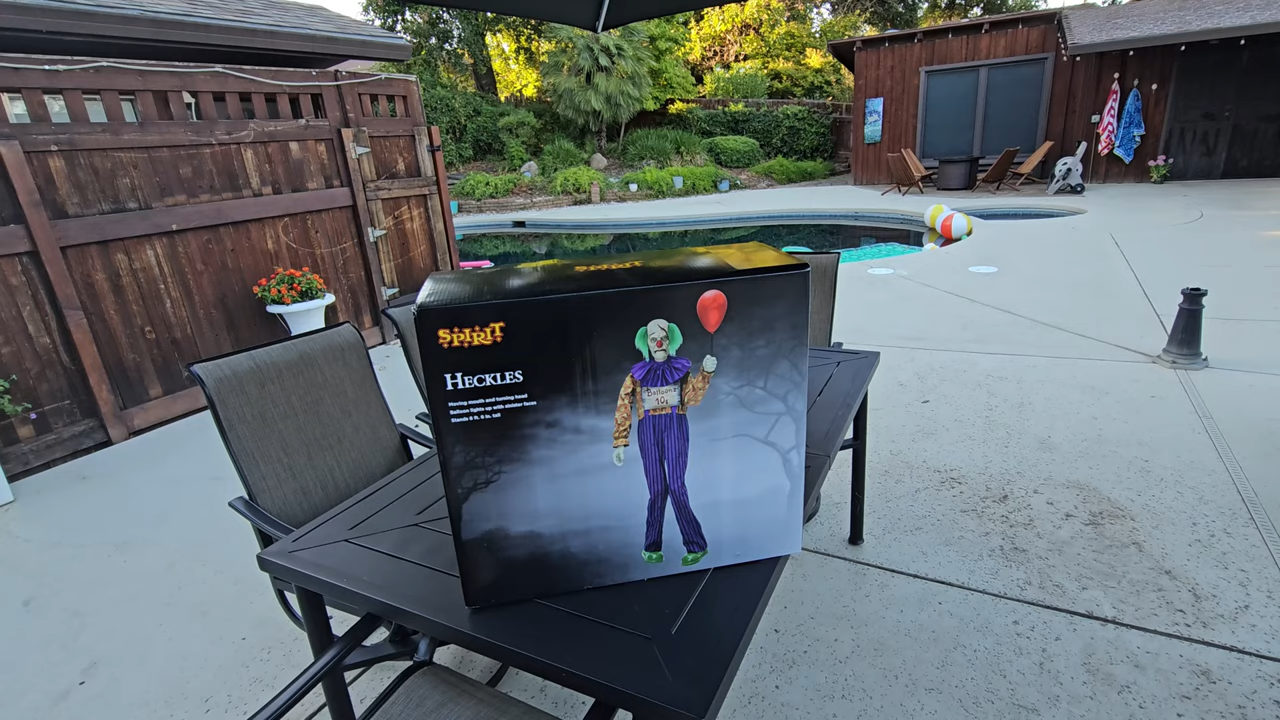 SPIRIT
SPIRIT
HECKLES
Moving mouth and turning head
Balloon lights up with sinister faces
Stands 6 ft. 6 in. tall
Balloons
10¢